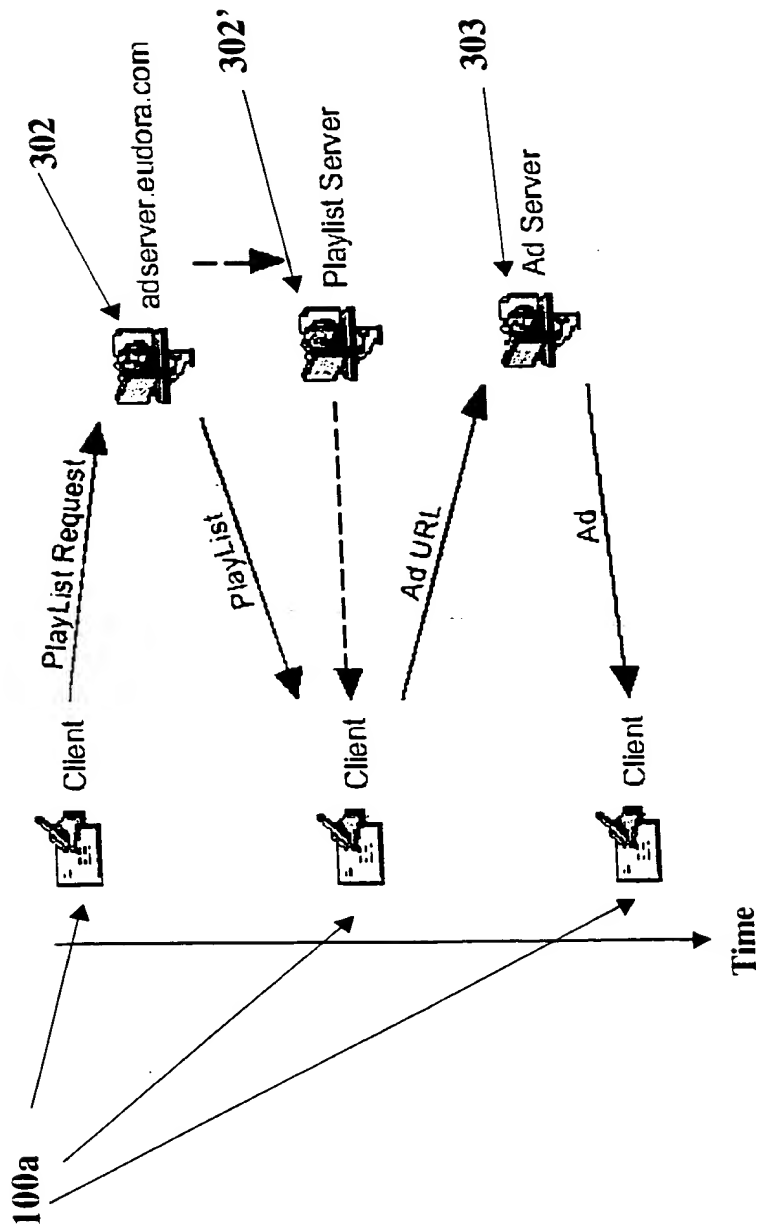 302
adserver.eudora.com
302'
Playlist Server
303
Ad Server
PlayList Request
PlayList
Ad URL
Ad
Client
Client
Client
Time
100a